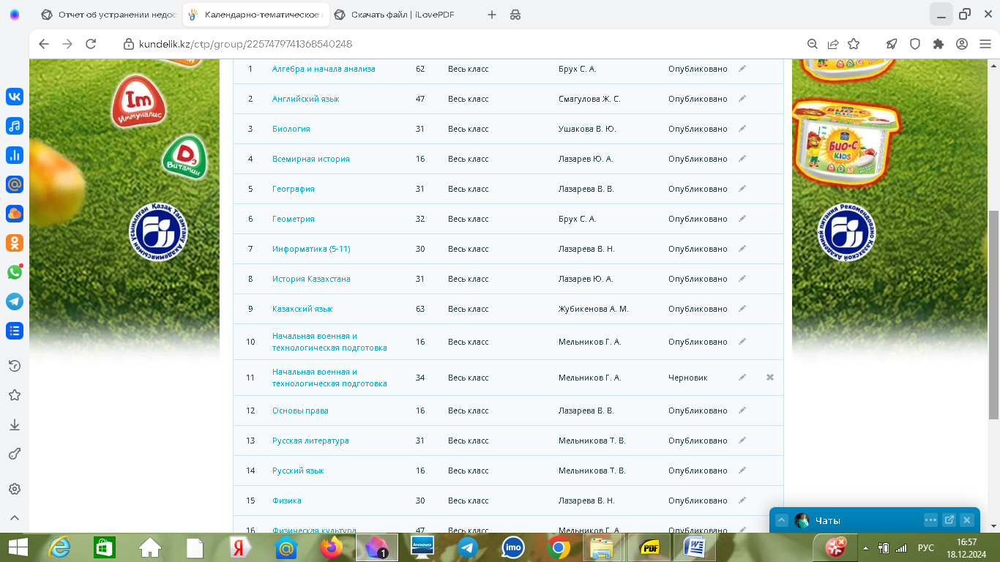 Отчет об устранении недос
Календарно-тематическое
Скачать файл | iLovePDF
kundelik.kz/ctp/group/2257479741368540248
1 Алгебра и начала анализа 62 Весь класс Брух С. А. Опубликовано
2 Английский язык 47 Весь класс Смагулова Ж. С. Опубликовано
3 Биология 31 Весь класс Ушакова В. Ю. Опубликовано
4 Всемирная история 16 Весь класс Лазарев Ю. А. Опубликовано
5 География 31 Весь класс Лазарева В. В. Опубликовано
6 Геометрия 32 Весь класс Брух С. А. Опубликовано
7 Информатика (5-11) 30 Весь класс Лазарева В. Н. Опубликовано
8 История Казахстана 31 Весь класс Лазарев Ю. А. Опубликовано
9 Казахский язык 63 Весь класс Жубикенова А. М. Опубликовано
10 Начальная военная и
технологическая подготовка 16 Весь класс Мельников Г. А. Опубликовано
11 Начальная военная и
технологическая подготовка 34 Весь класс Мельников Г. А. Черновик
12 Основы права 16 Весь класс Лазарева В. В. Опубликовано
13 Русская литература 31 Весь класс Мельникова Т. В. Опубликовано
14 Русский язык 16 Весь класс Мельникова Т. В. Опубликовано
15 Физика 30 Весь класс Лазарева В. Н. Опубликовано
16 Физическая культура 47 Весь класс Мельников Г. А. Опубликовано
Im
Иммуналис
D3
Витамин
БИО-С
KIDS
Чаты
Я
lenovo
imo
PDF
1
РУС
16:57
18.12.2024